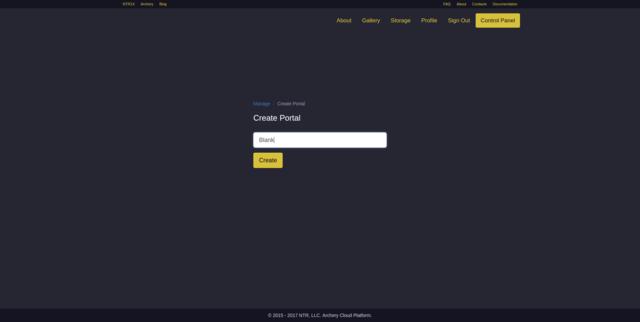 NTR1X Archery Blog FAQ About Contacts Documentation
About Gallery Storage Profile Sign Out Control Panel
Manage / Create Portal
Create Portal
Blank
Create
© 2015 - 2017 NTR, LLC. Archery Cloud Platform.